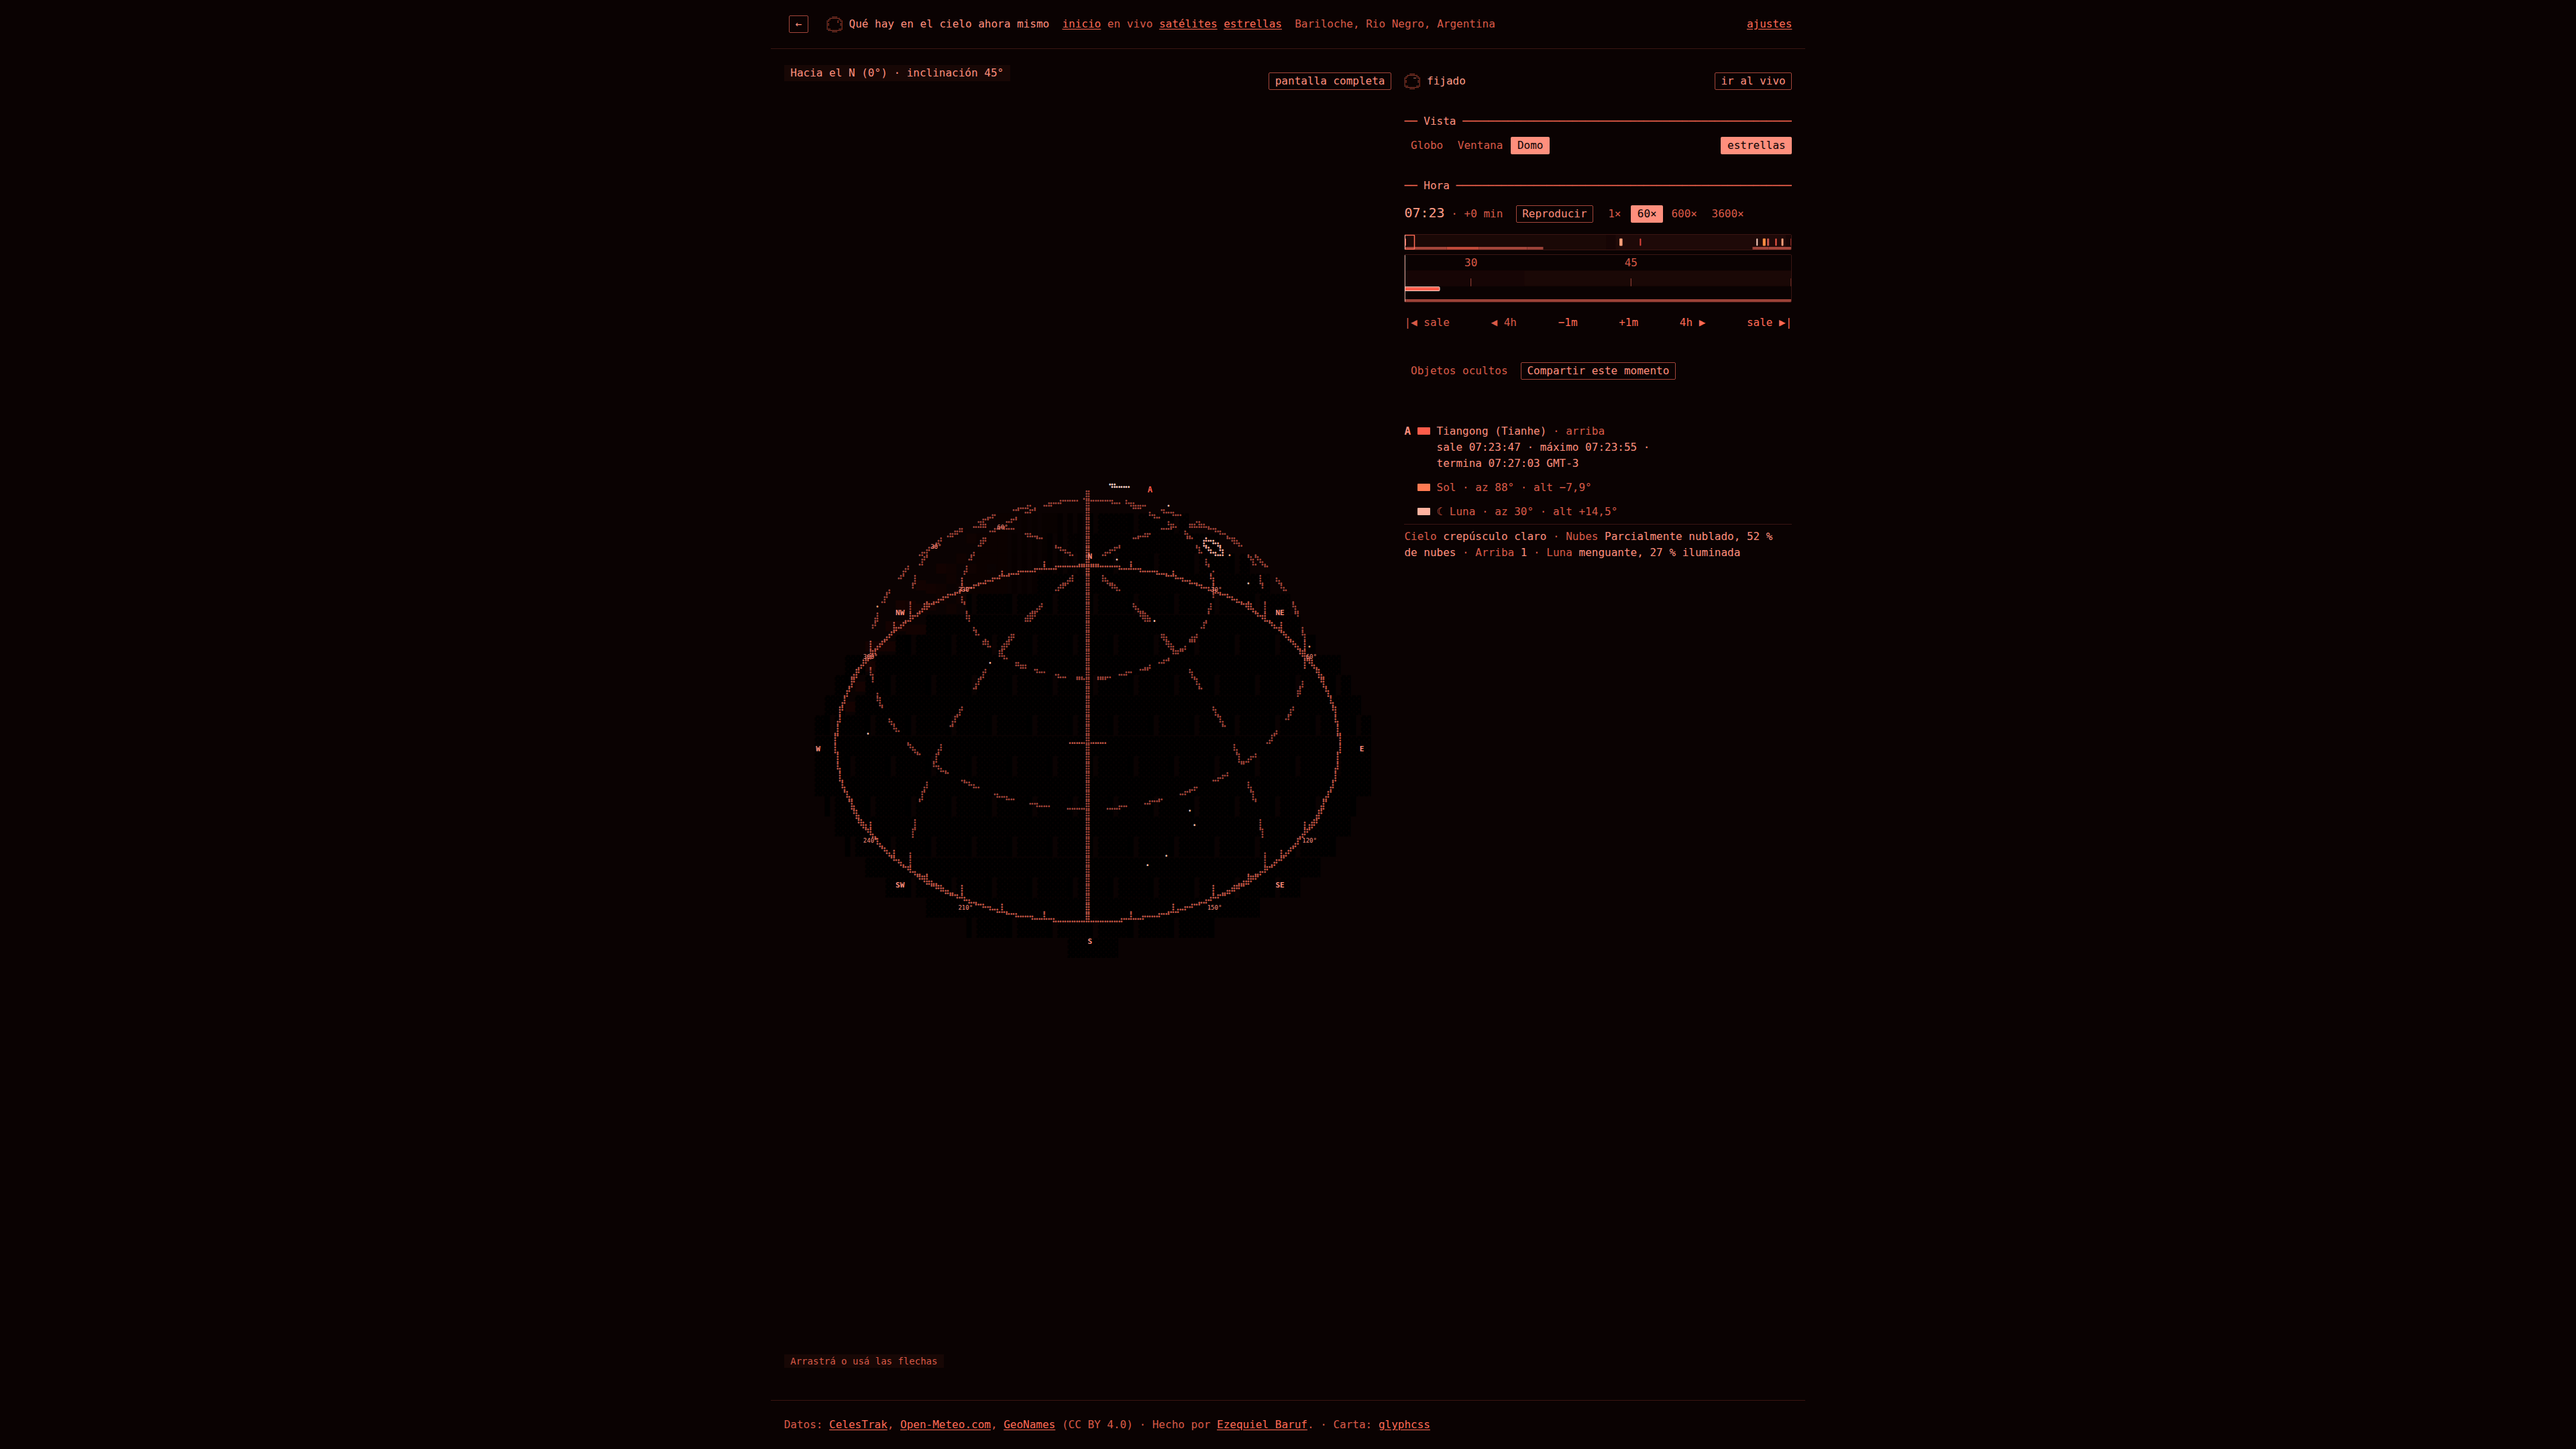 ← Qué hay en el cielo ahora mismo inicio en vivo satélites estrellas Bariloche, Rio Negro, Argentina ajustes
Hacia el N (0°) · inclinación 45°
pantalla completa
fijado ir al vivo
Vista
Globo Ventana Domo estrellas
Hora
07:23 · +0 min Reproducir 1× 60× 600× 3600×
30 45
|◀ sale ◀ 4h −1m +1m 4h ▶ sale ▶|
Objetos ocultos Compartir este momento
A Tiangong (Tianhe) · arriba
sale 07:23:47 · máximo 07:23:55 ·
termina 07:27:03 GMT-3
Sol · az 88° · alt −7,9°
☾ Luna · az 30° · alt +14,5°
Cielo crepúsculo claro · Nubes Parcialmente nublado, 52 %
de nubes · Arriba 1 · Luna menguante, 27 % iluminada
A
N
NW NE
W E
240° 120°
SW SE
210° 150°
S
Arrastrá o usá las flechas
Datos: CelesTrak, Open-Meteo.com, GeoNames (CC BY 4.0) · Hecho por Ezequiel Baruf. · Carta: glyphcss